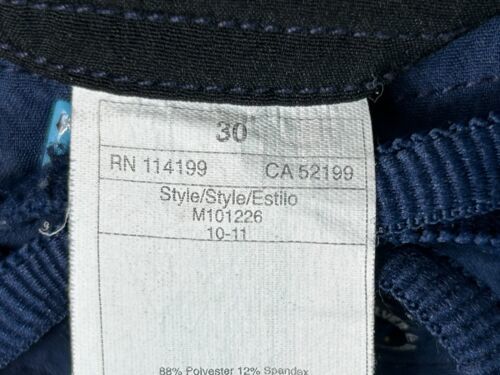 30
RN 114199 CA 52199
Style/Style/Estilo
M101226
10-11
88% Polyester 12% Spandex